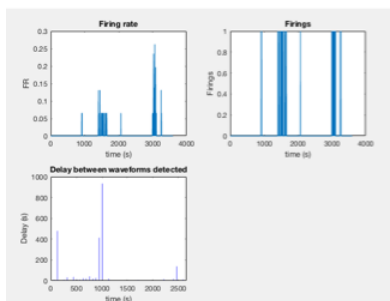 Firing rate
0.3
0.25
0.2
0.15
0.1
0.05
0
FR
0 1000 2000 3000 4000
time (s)
Firings
1
0.8
0.6
0.4
0.2
0
Firings
0 1000 2000 3000 4000
time (s)
Delay between waveforms detected
1000
800
600
400
200
0
Delay (s)
0 500 1000 1500 2000 2500
time (s)